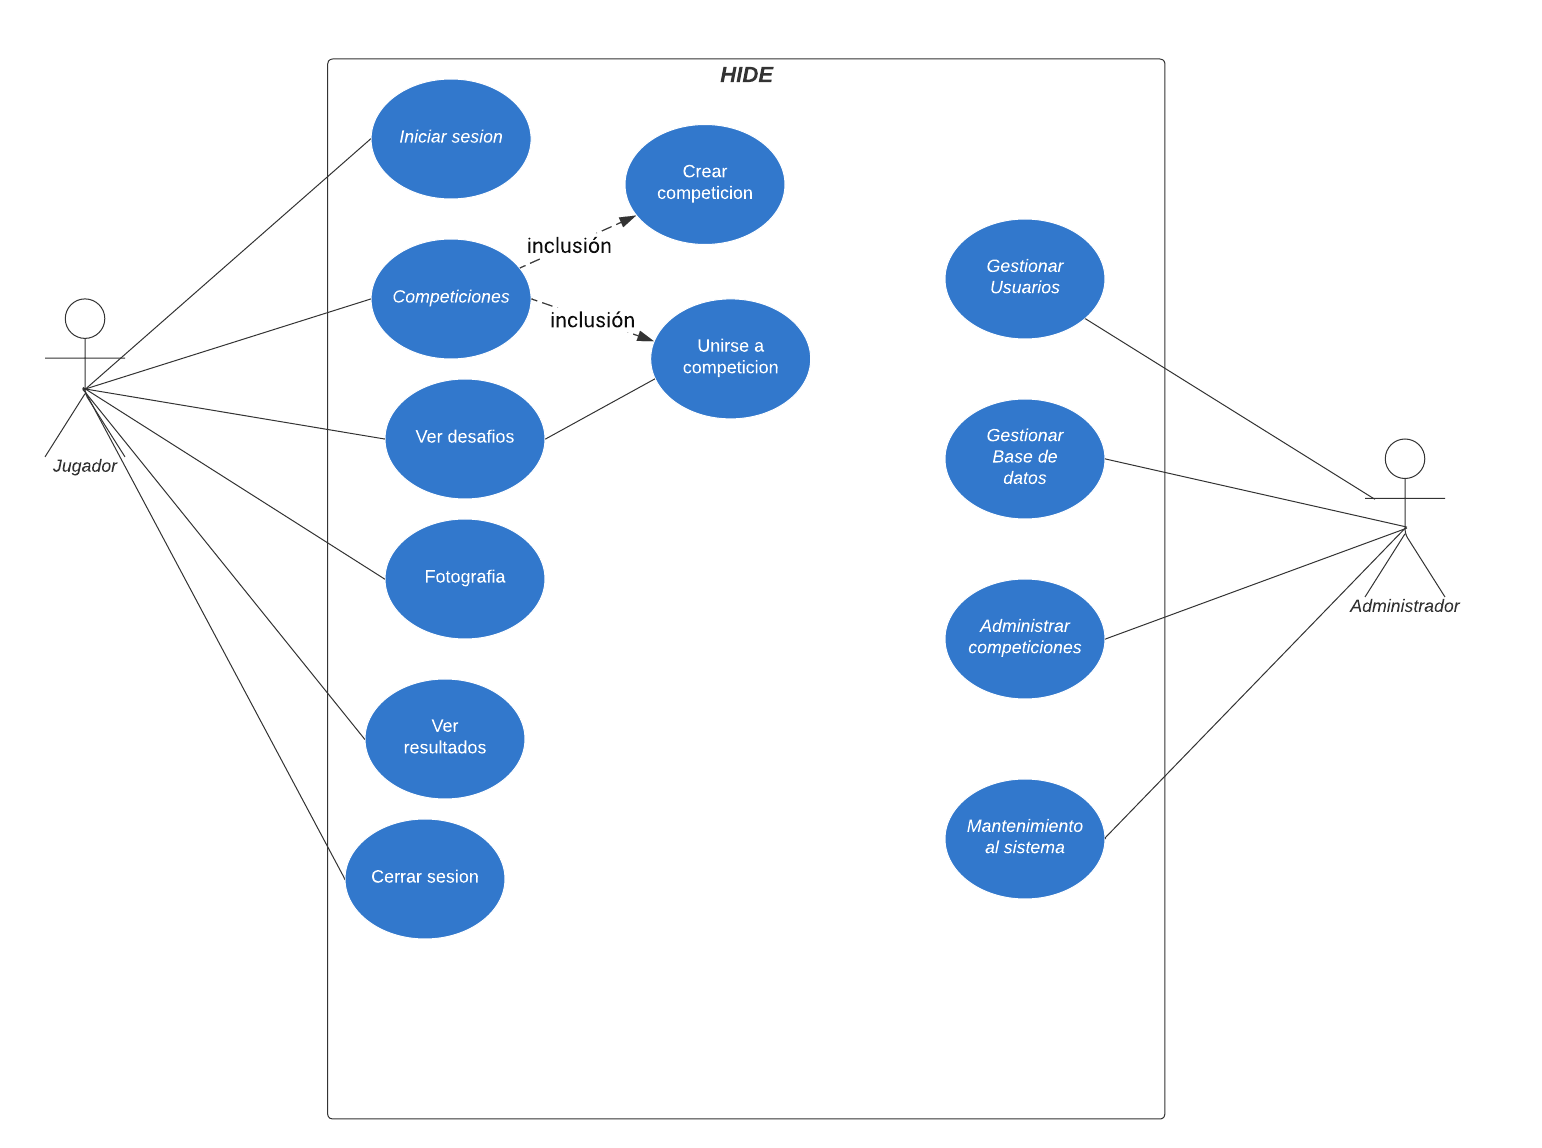 HIDE
Iniciar sesion
Crear
competicion
inclusión
Competiciones
inclusión
Unirse a
competicion
Ver desafios
Jugador
Fotografia
Ver
resultados
Cerrar sesion
Gestionar
Usuarios
Gestionar
Base de
datos
Administrar
competiciones
Mantenimiento
al sistema
Administrador